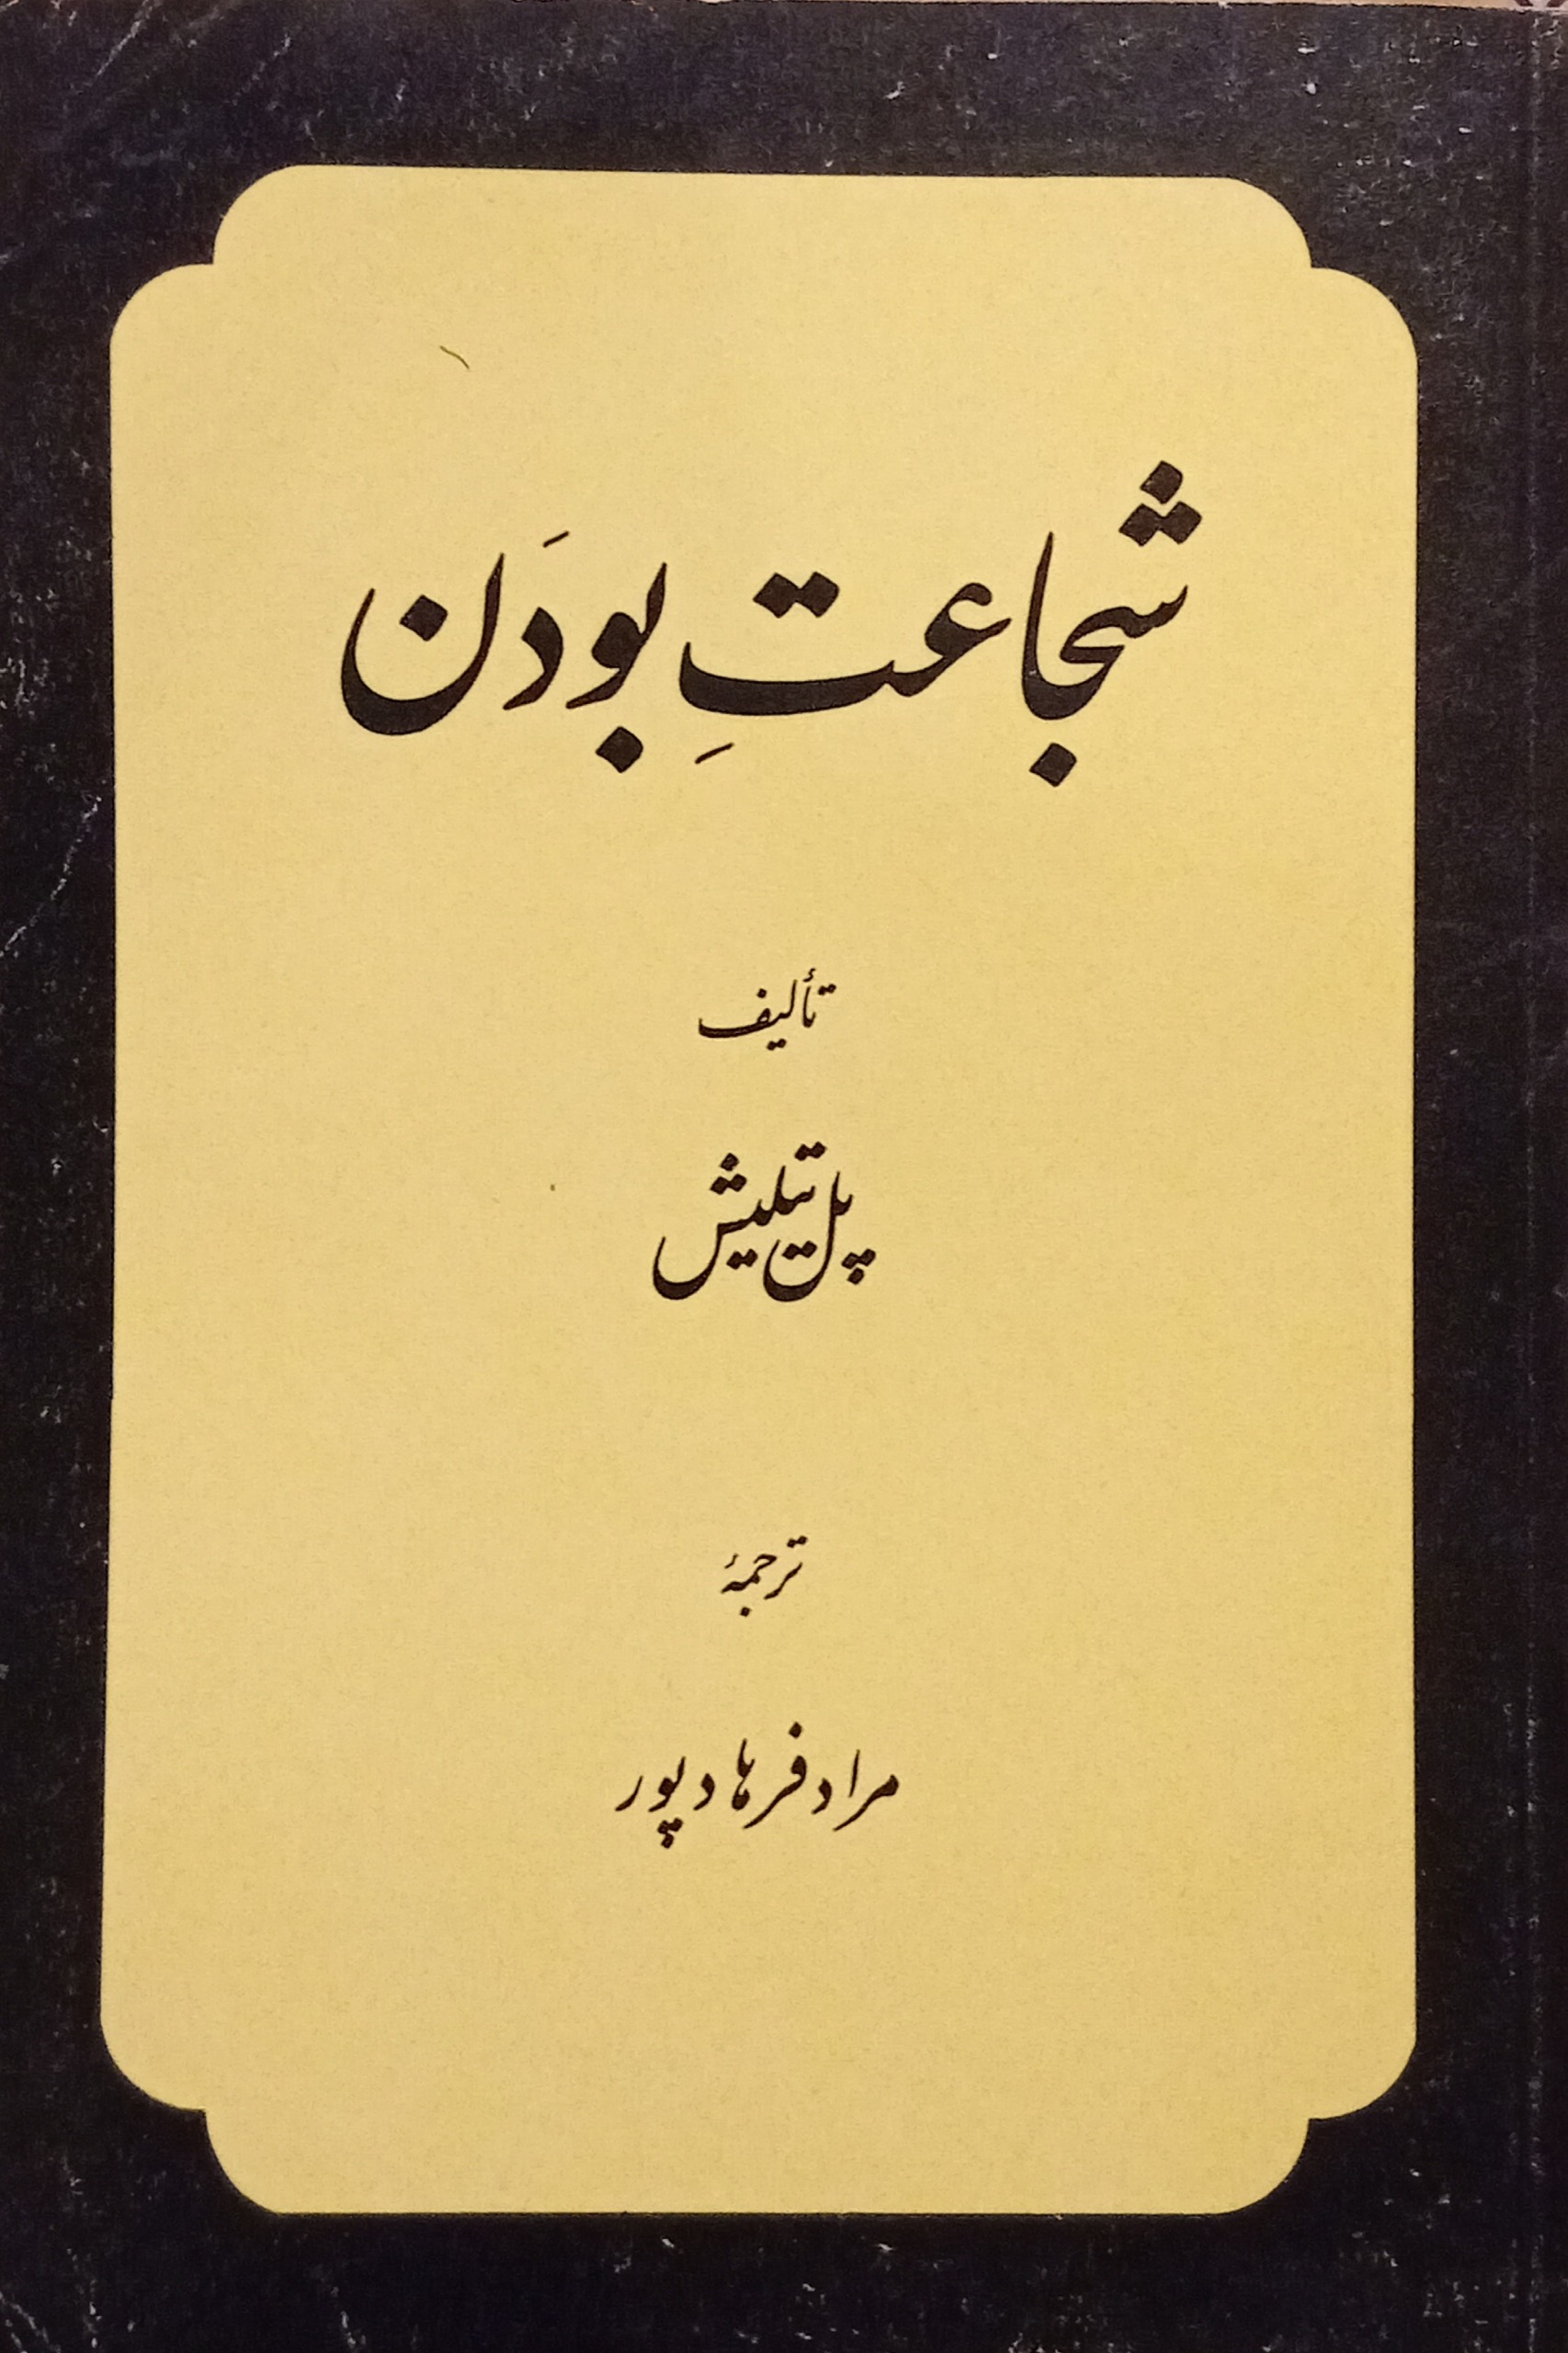 شجاعتِ بودَن
تألیف
پل تیلیش
ترجمهٔ
مراد فرهادپور